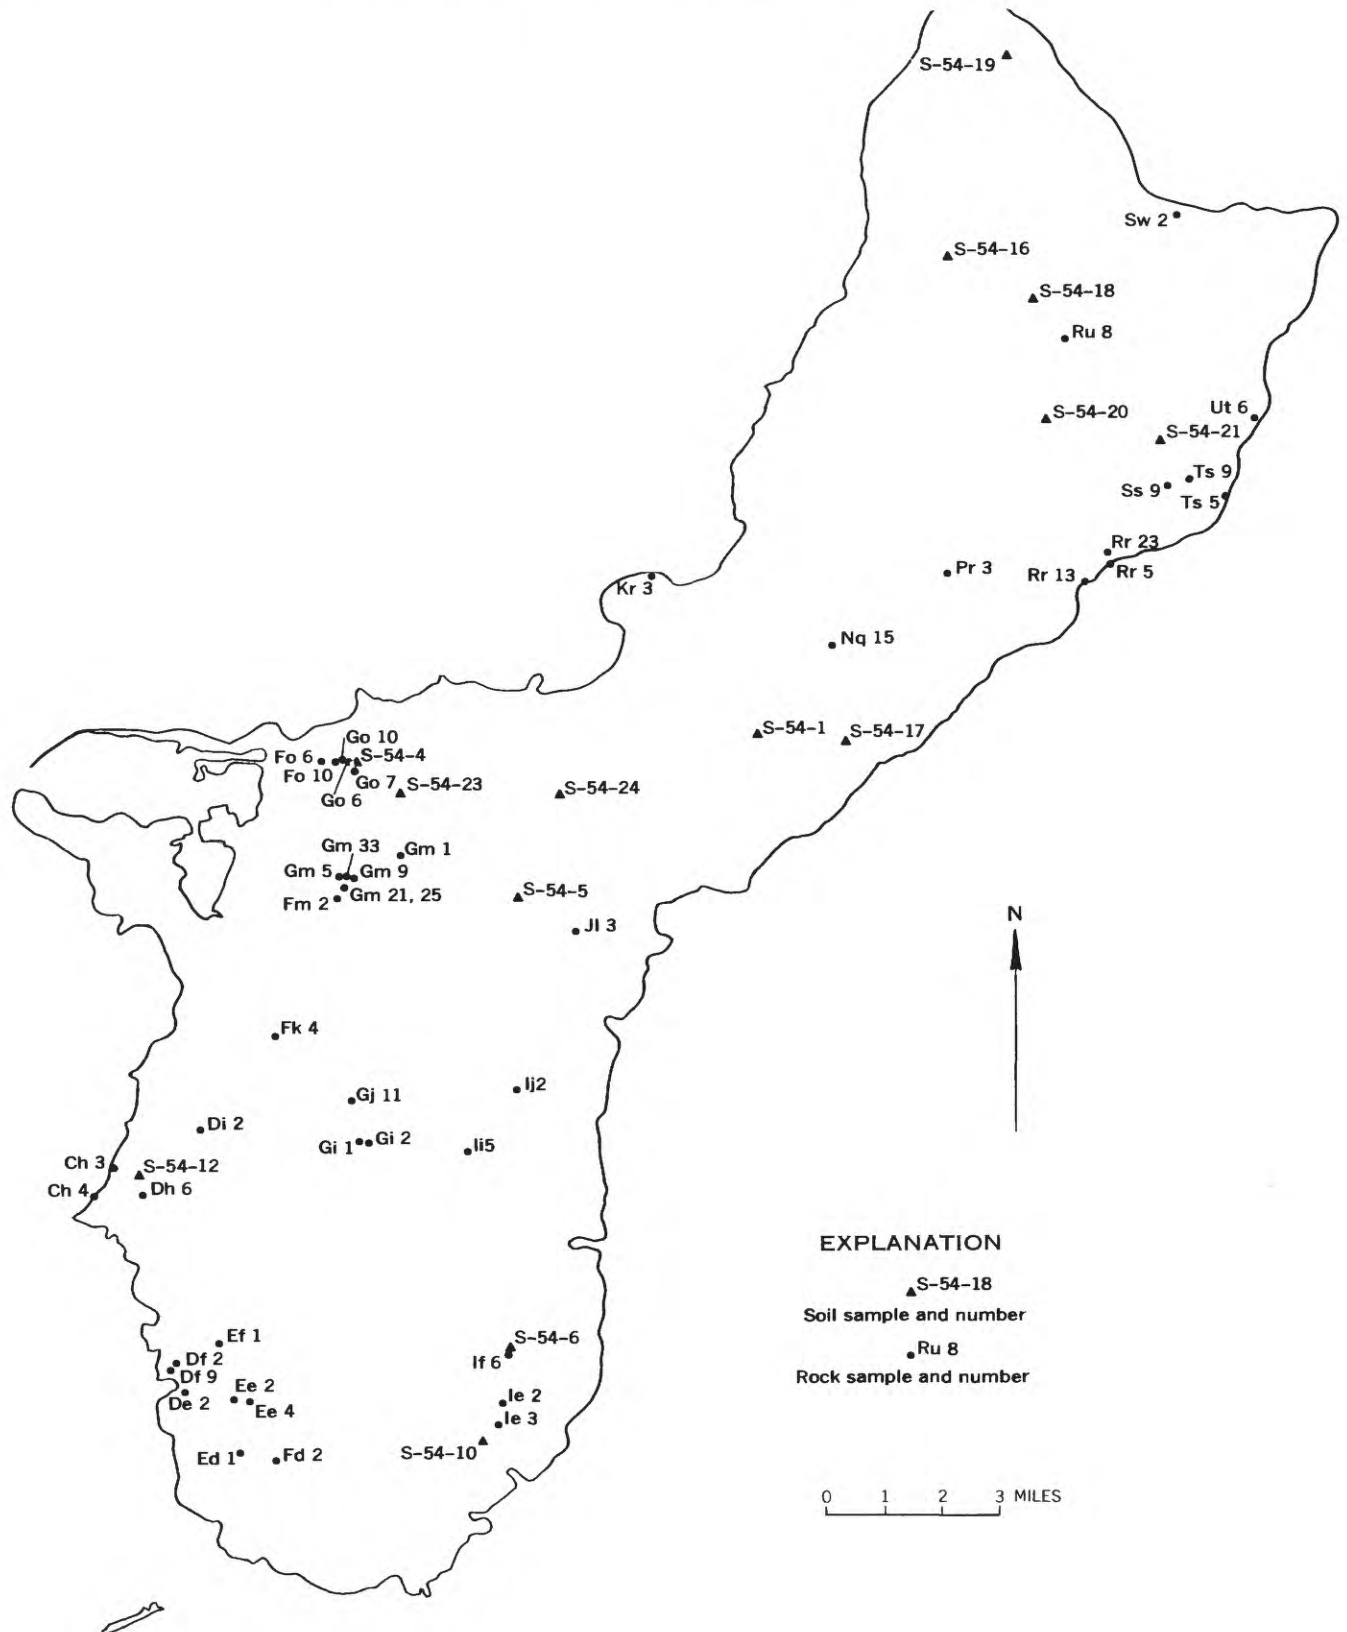 S-54-19
Sw 2
S-54-16
S-54-18
Ru 8
S-54-20
Ut 6
S-54-21
Ts 9
Ss 9
Ts 5
Rr 23
Rr 5
Rr 13
Pr 3
Kr 3
Nq 15
S-54-1
S-54-17
Go 10
Fo 6
S-54-4
Fo 10
Go 7
S-54-23
S-54-24
Go 6
Gm 33
Gm 1
Gm 5
Gm 9
Gm 21, 25
Fm 2
S-54-5
Jl 3
N
Fk 4
Ij2
Gj 11
Di 2
Gi 1
Gi 2
Ii5
Ch 3
S-54-12
Ch 4
Dh 6
EXPLANATION
S-54-18
Soil sample and number
Ru 8
Rock sample and number
Ef 1
S-54-6
If 6
Df 2
Df 9
De 2
Ee 2
Ee 4
Ie 2
Ie 3
S-54-10
Ed 1
Fd 2
0 1 2 3 MILES